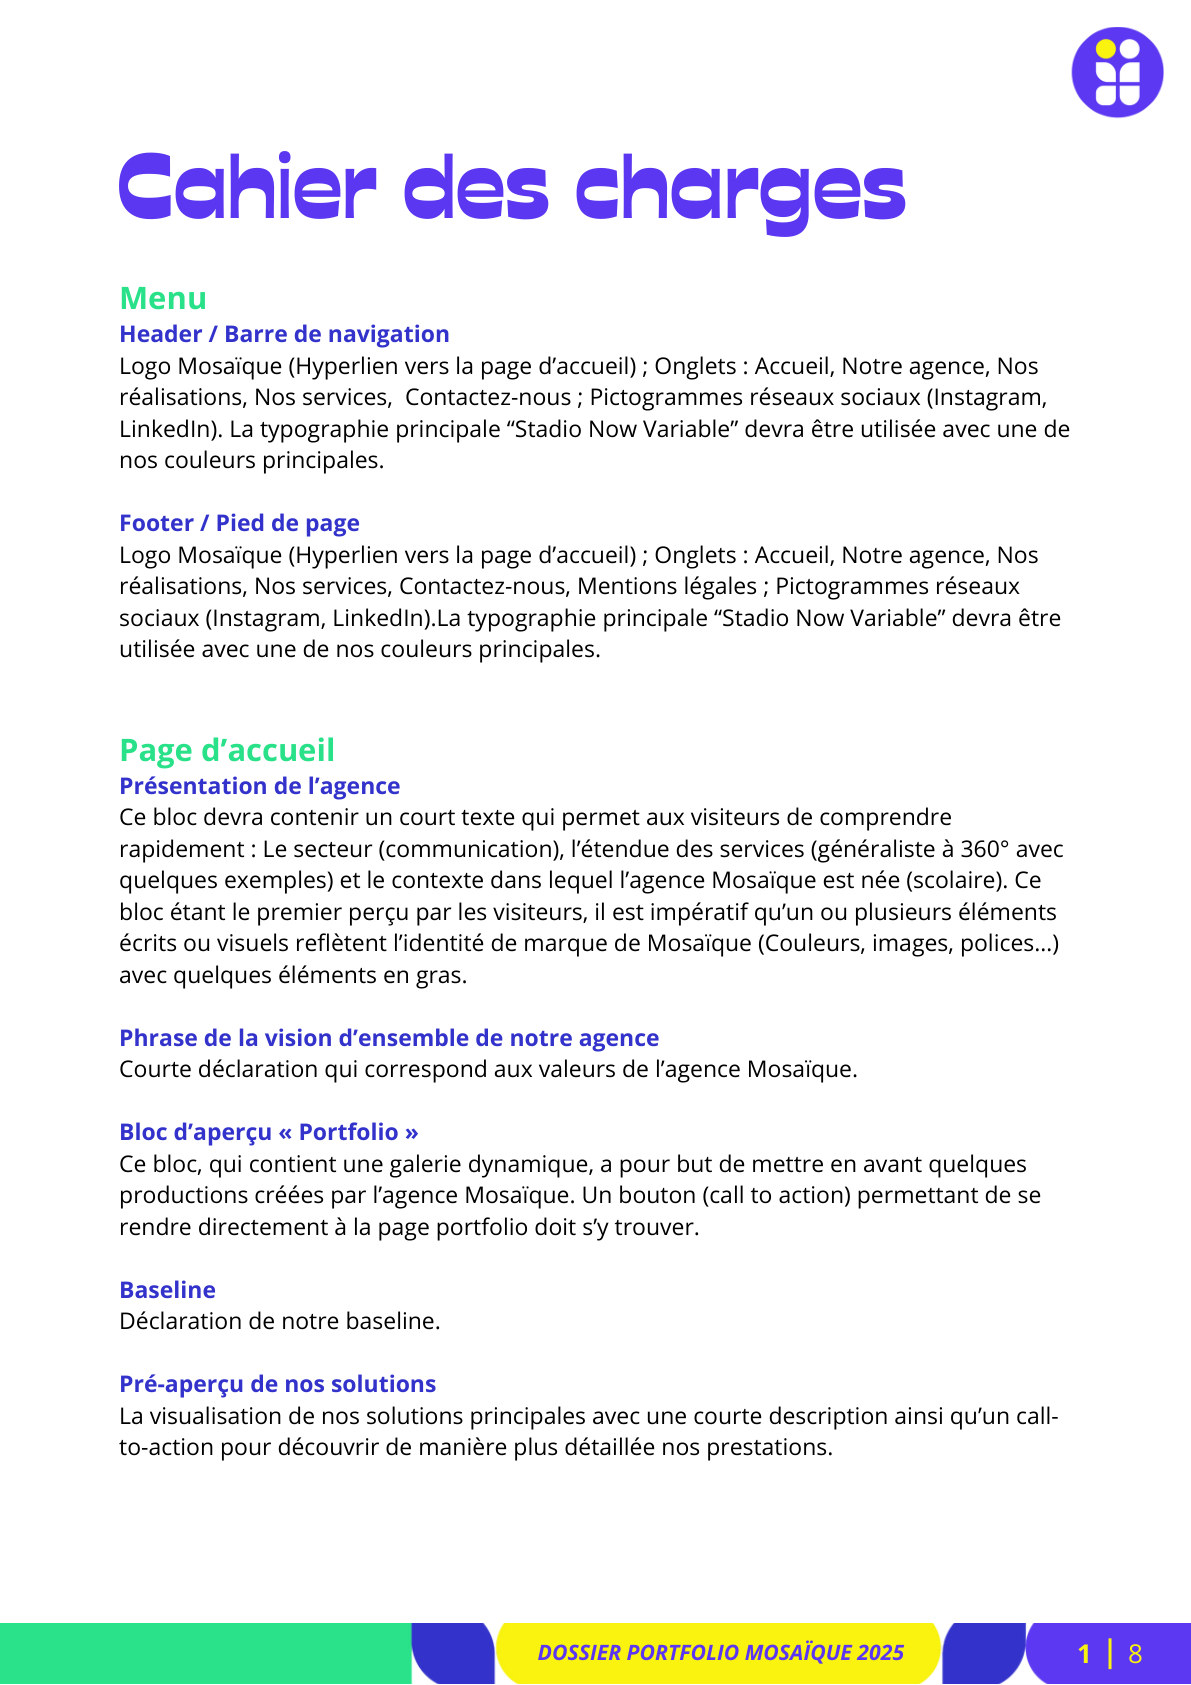 Cahier des charges
Menu
Header / Barre de navigation
Logo Mosaïque (Hyperlien vers la page d’accueil) ; Onglets : Accueil, Notre agence, Nos
réalisations, Nos services,  Contactez-nous ; Pictogrammes réseaux sociaux (Instagram,
LinkedIn). La typographie principale “Stadio Now Variable” devra être utilisée avec une de
nos couleurs principales.
Footer / Pied de page
Logo Mosaïque (Hyperlien vers la page d’accueil) ; Onglets : Accueil, Notre agence, Nos
réalisations, Nos services, Contactez-nous, Mentions légales ; Pictogrammes réseaux
sociaux (Instagram, LinkedIn).La typographie principale “Stadio Now Variable” devra être
utilisée avec une de nos couleurs principales.
Page d’accueil
Présentation de l’agence
Ce bloc devra contenir un court texte qui permet aux visiteurs de comprendre
rapidement : Le secteur (communication), l’étendue des services (généraliste à 360° avec
quelques exemples) et le contexte dans lequel l’agence Mosaïque est née (scolaire). Ce
bloc étant le premier perçu par les visiteurs, il est impératif qu’un ou plusieurs éléments
écrits ou visuels reflètent l’identité de marque de Mosaïque (Couleurs, images, polices...)
avec quelques éléments en gras.
Phrase de la vision d’ensemble de notre agence
Courte déclaration qui correspond aux valeurs de l’agence Mosaïque.
Bloc d’aperçu « Portfolio »
Ce bloc, qui contient une galerie dynamique, a pour but de mettre en avant quelques
productions créées par l’agence Mosaïque. Un bouton (call to action) permettant de se
rendre directement à la page portfolio doit s’y trouver.
Baseline
Déclaration de notre baseline.
Pré-aperçu de nos solutions
La visualisation de nos solutions principales avec une courte description ainsi qu’un call-
to-action pour découvrir de manière plus détaillée nos prestations.
DOSSIER PORTFOLIO MOSAÏQUE 2025
1 | 8